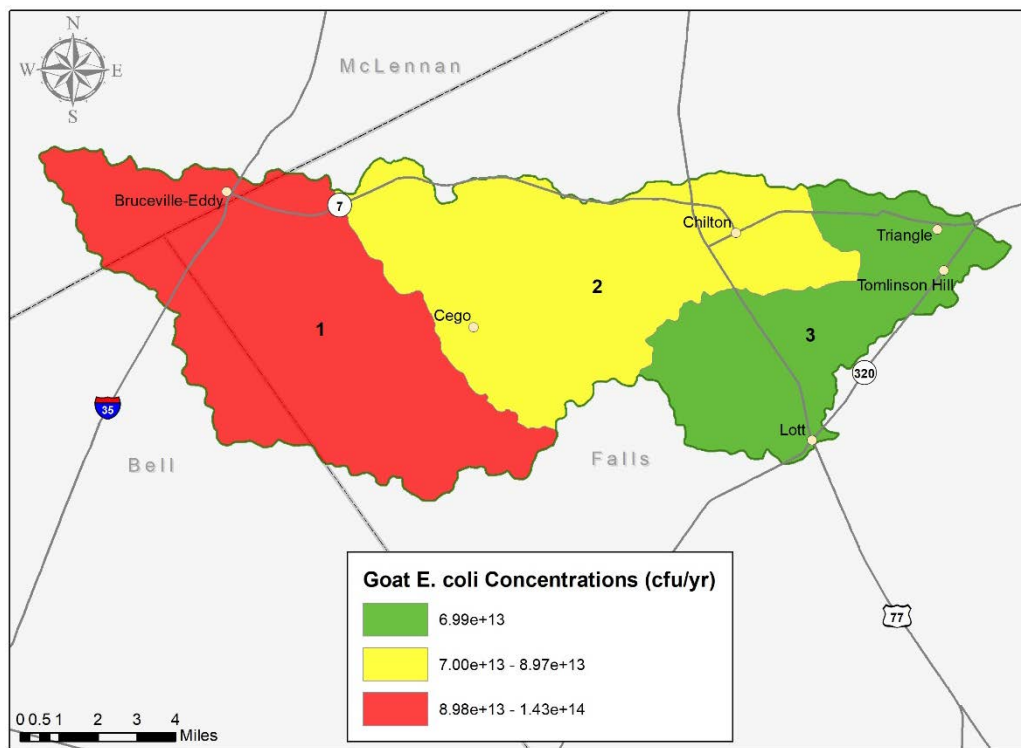 N
W E
S
McLennan
Bruceville-Eddy
7
Chilton
Triangle
Tomlinson Hill
2
1
Cego
3
320
35
Lott
Bell
Falls
Goat E. coli Concentrations (cfu/yr)
6.99e+13
7.00e+13 - 8.97e+13
8.98e+13 - 1.43e+14
77
0 0.5 1 2 3 4
Miles